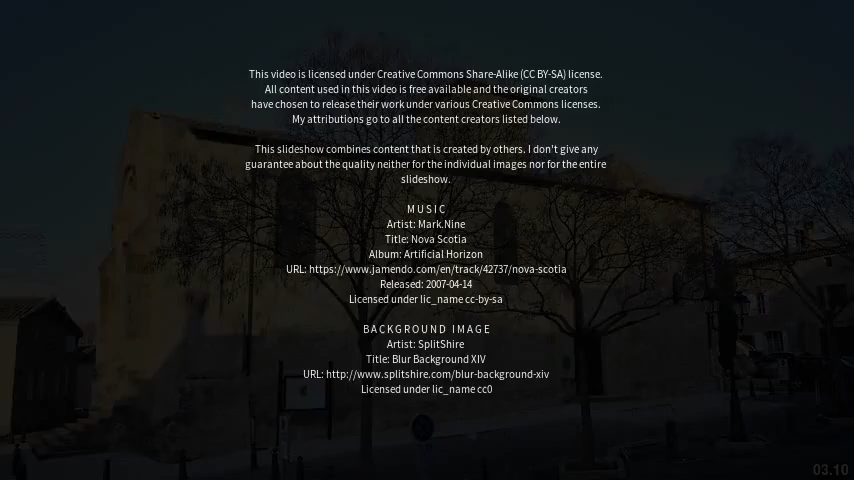 This video is licensed under Creative Commons Share-Alike (CC BY-SA) license.
All content used in this video is free available and the original creators
have chosen to release their work under various Creative Commons licenses.
My attributions go to all the content creators listed below.
This slideshow combines content that is created by others. I don't give any
guarantee about the quality neither for the individual images nor for the entire
slideshow.
MUSIC
Artist: Mark.Nine
Title: Nova Scotia
Album: Artificial Horizon
URL: https://www.jamendo.com/en/track/42737/nova-scotia
Released: 2007-04-14
Licensed under lic_name cc-by-sa
BACKGROUND IMAGE
Artist: SplitShire
Title: Blur Background XIV
URL: http://www.splitshire.com/blur-background-xiv
Licensed under lic_name cc0
03.10